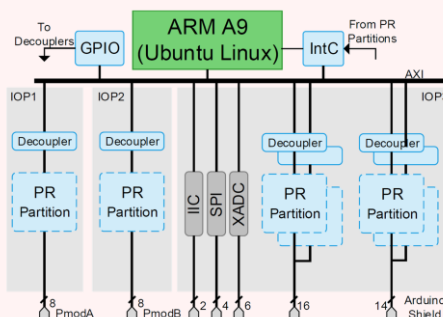 To
Decouplers
GPIO
ARM A9
(Ubuntu Linux)
IntC
From PR
Partitions
AXI
IOP1
IOP2
IOP
Decoupler
Decoupler
Decoupler
Decoupler
PR
Partition
PR
Partition
IIC
SPI
XADC
PR
Partition
PR
Partition
8
PmodA
8
PmodB
2
4
6
16
14
Arduino
Shield